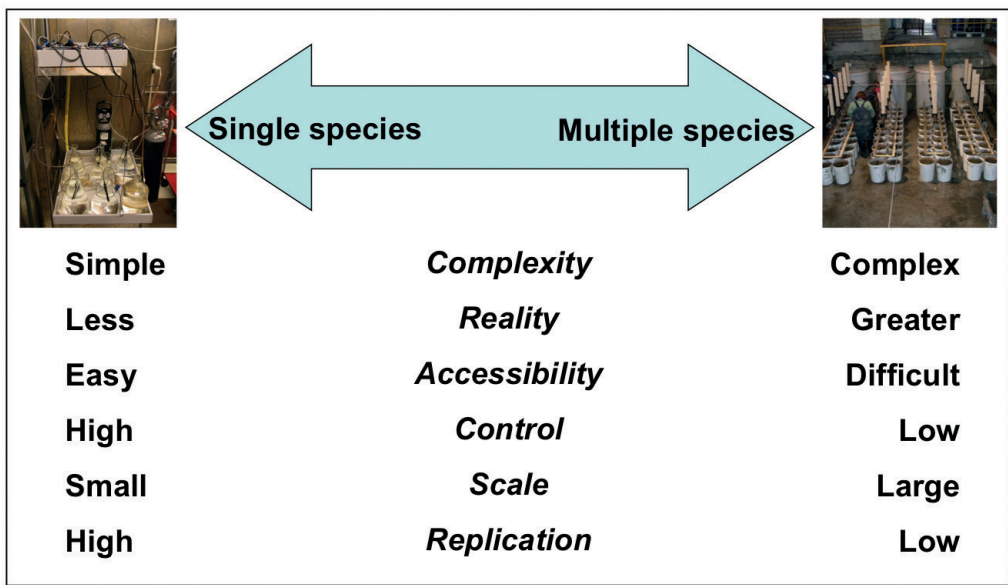 Single species Multiple species
Simple Complexity Complex
Less Reality Greater
Easy Accessibility Difficult
High Control Low
Small Scale Large
High Replication Low